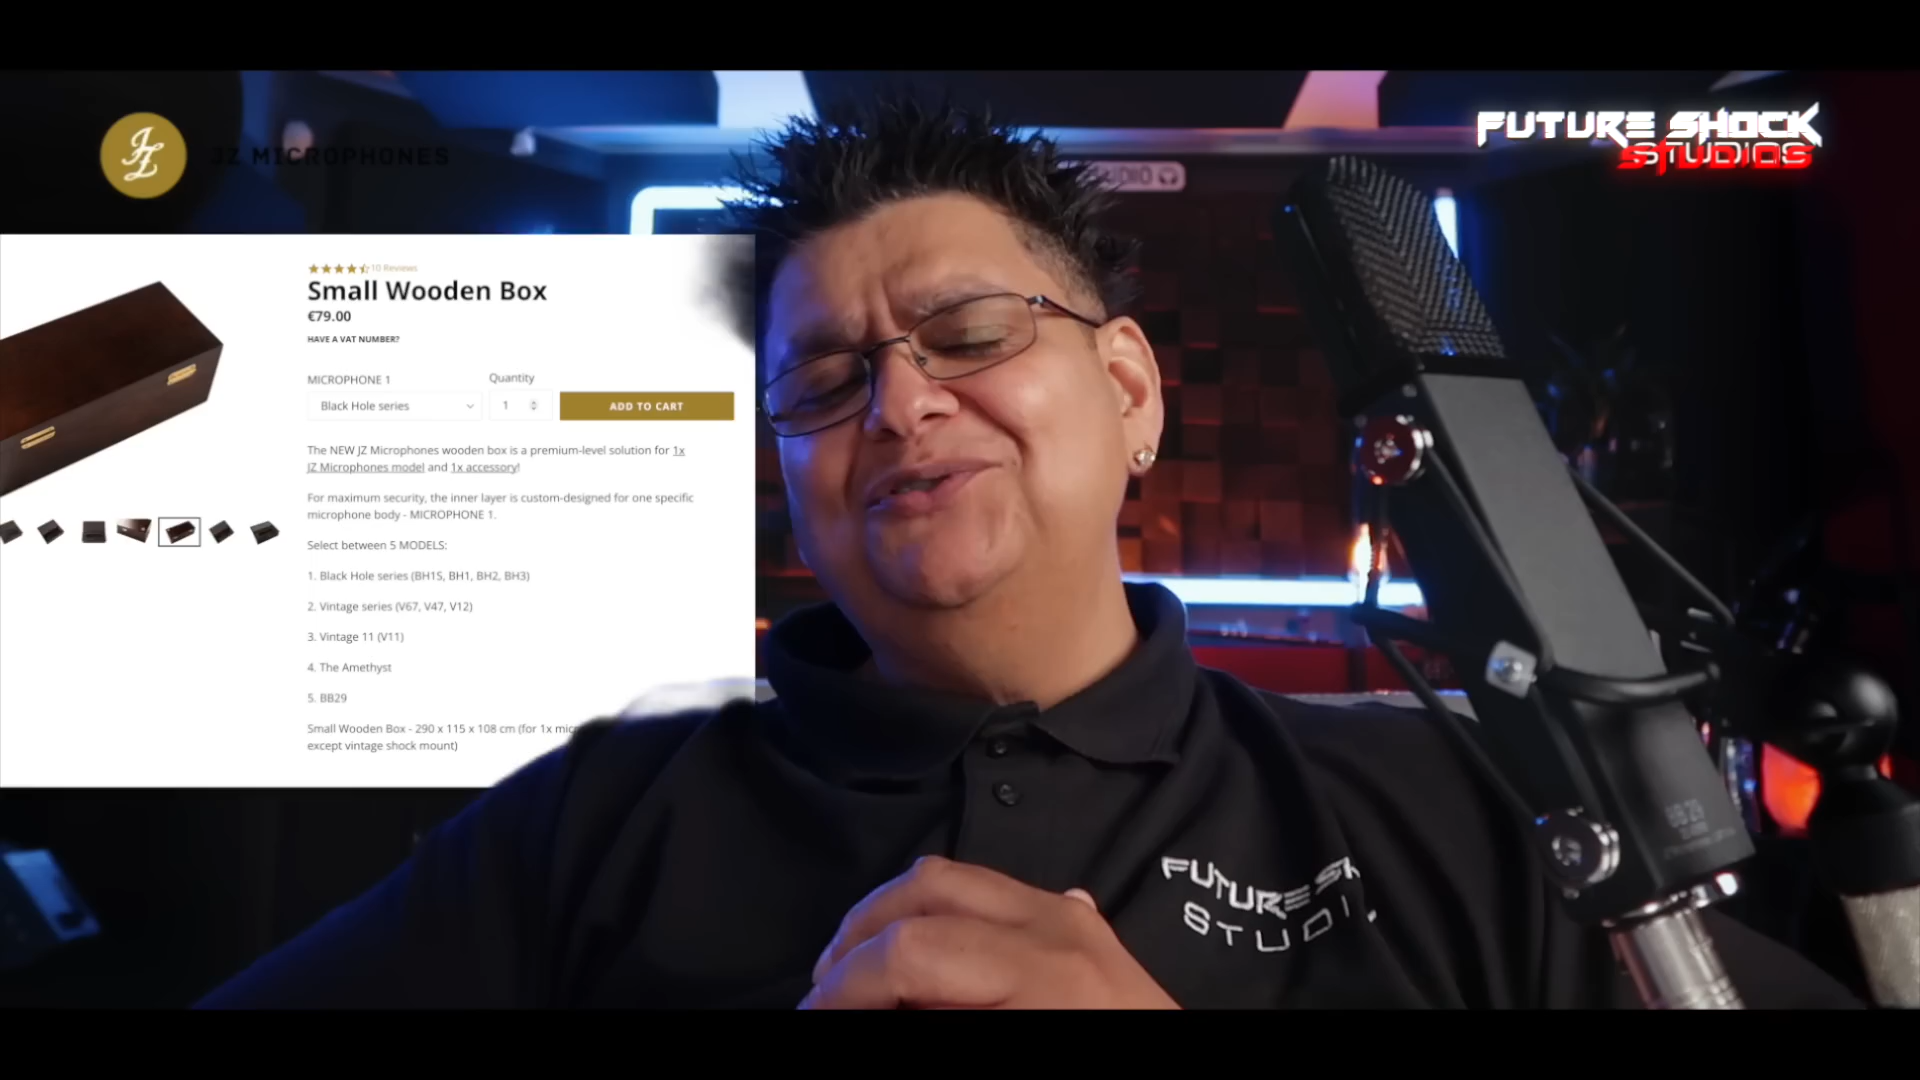 JZ MICROPHONES
FUTURE SHOCK
STUDIOS
10 Reviews
Small Wooden Box
€79.00
HAVE A VAT NUMBER?
MICROPHONE 1
Quantity
Black Hole series
1
ADD TO CART
The NEW JZ Microphones wooden box is a premium-level solution for 1x
JZ Microphones model and 1x accessory!
For maximum security, the inner layer is custom-designed for one specific
microphone body - MICROPHONE 1.
Select between 5 MODELS:
1. Black Hole series (BH1S, BH1, BH2, BH3)
2. Vintage series (V67, V47, V12)
3. Vintage 11 (V11)
4. The Amethyst
5. BB29
Small Wooden Box - 290 x 115 x 108 cm (for 1x mic
except vintage shock mount)
BB29
FUTURE SH
STUDI